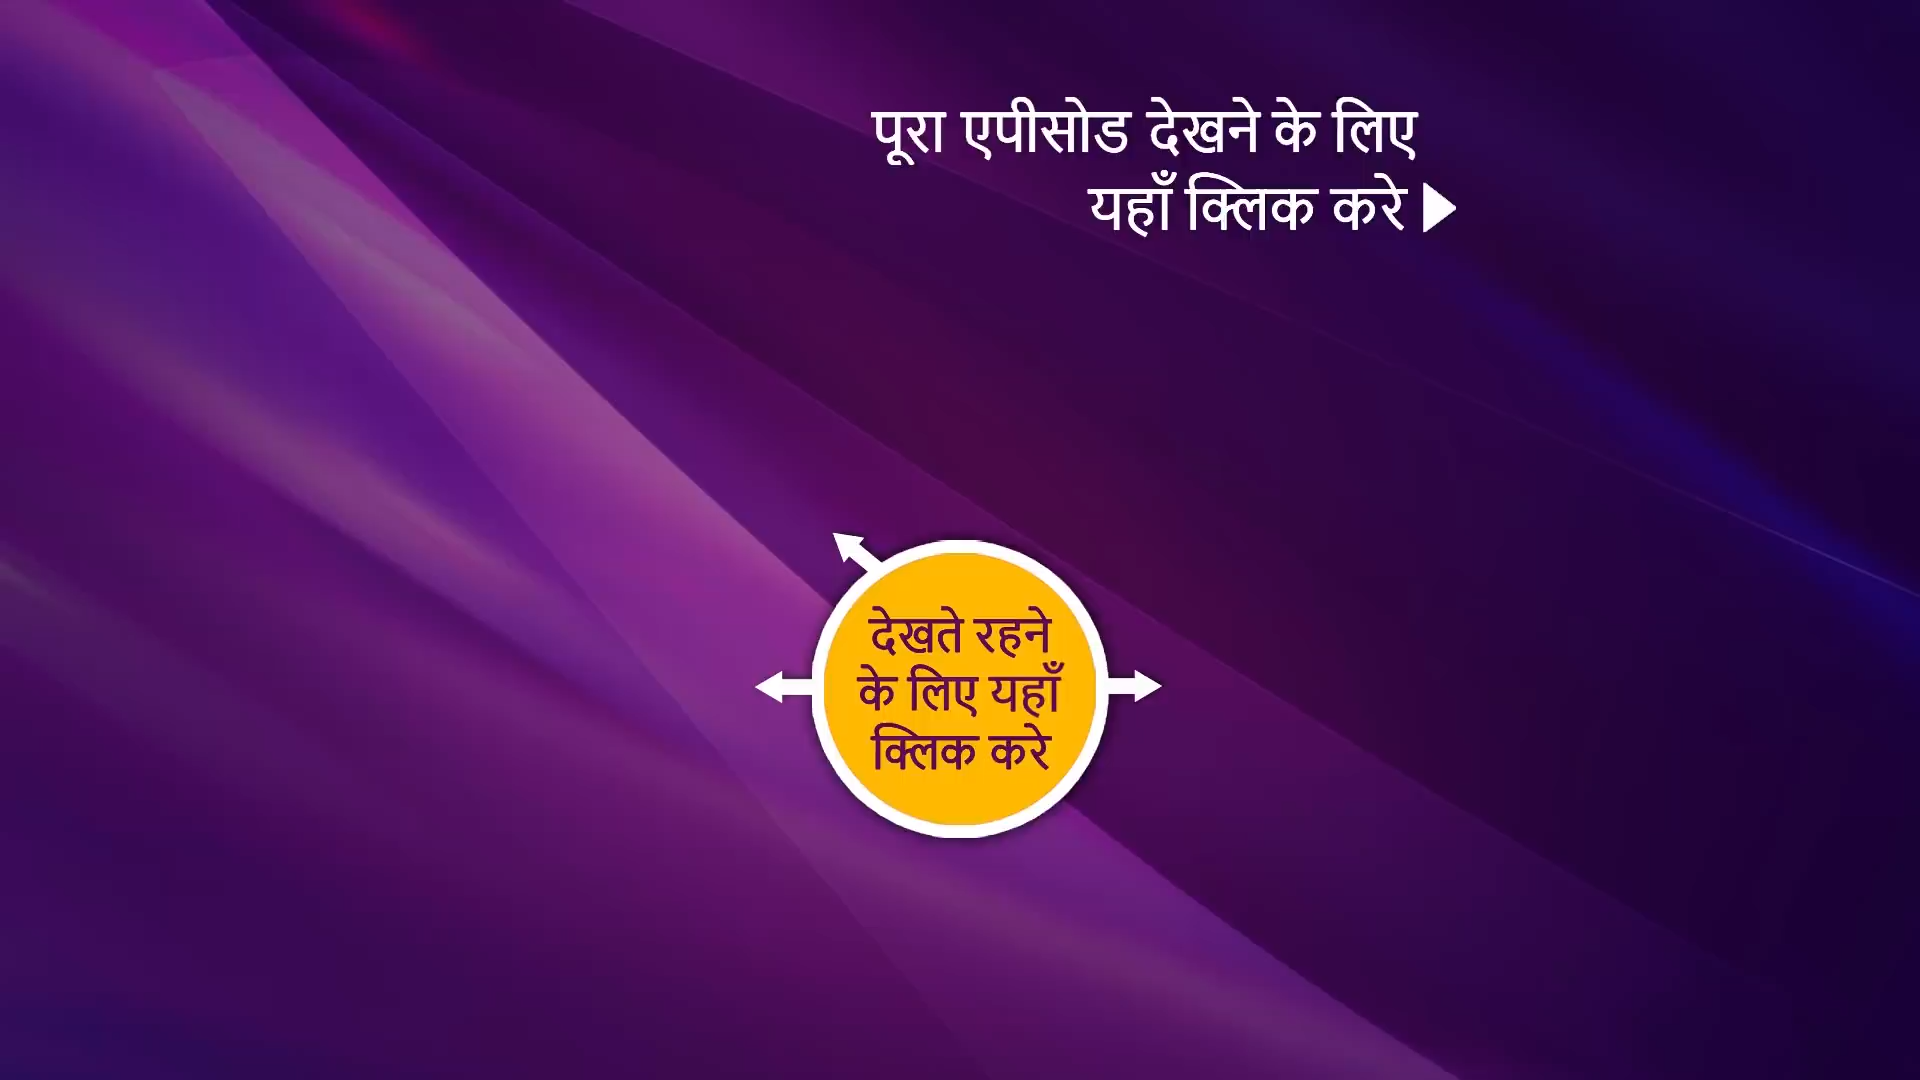 पूरा एपीसोड देखने के लिए
यहाँ क्लिक करे
देखते रहने
के लिए यहाँ
क्लिक करे